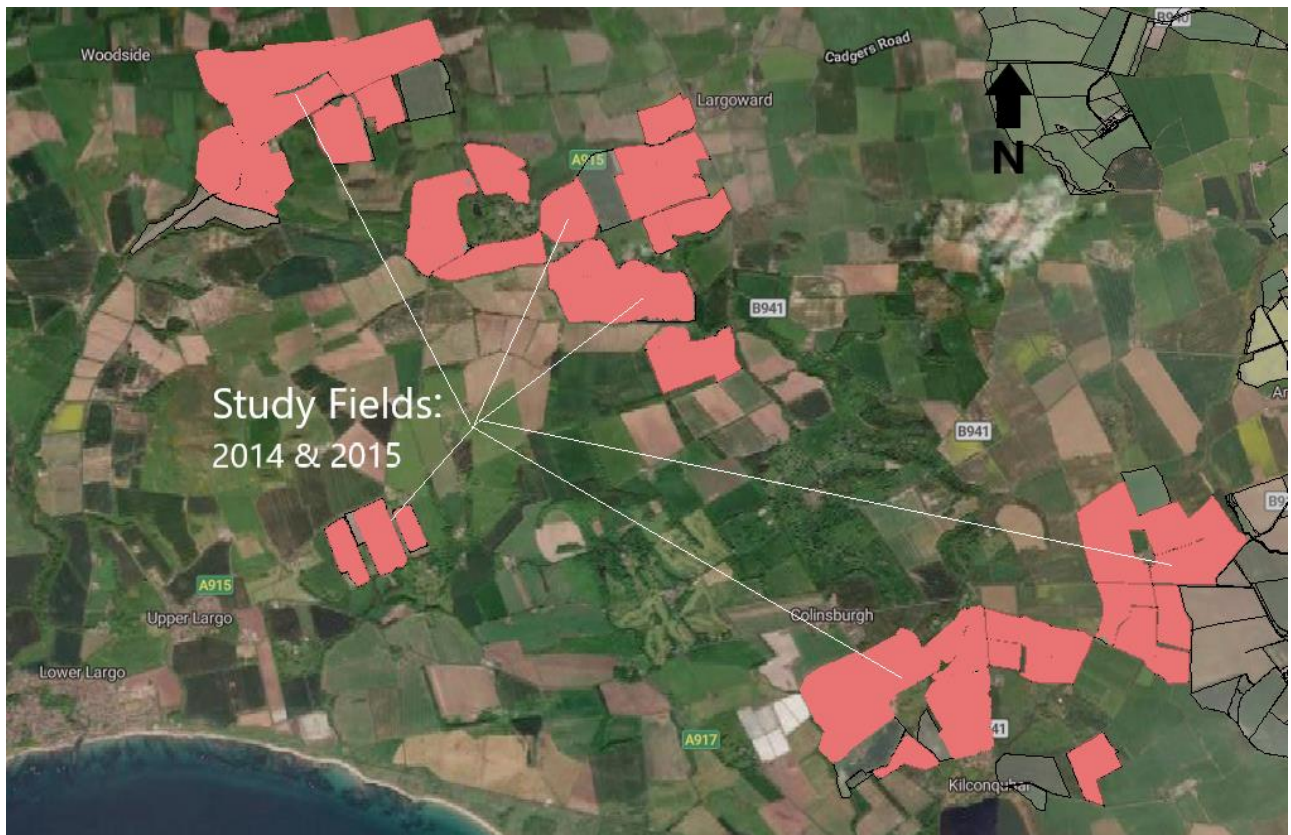 B940
Woodside
Cadgers Road
Largoward
A915
N
B941
Study Fields:
2014 & 2015
B941
A915
Upper Largo
Colinsburgh
Lower Largo
A917
41
Kilconquhar